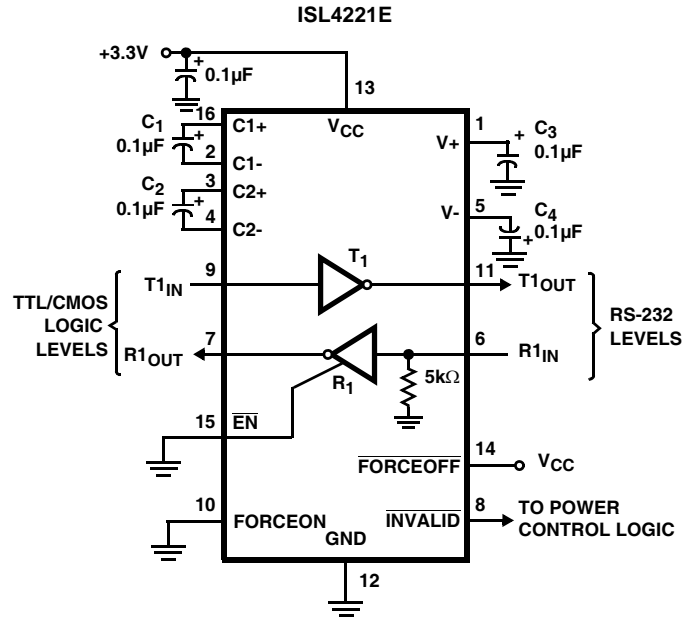 ISL4221E
+3.3V
+
0.1µF
13
16
C1
0.1µF
+
C1+
VCC
1
V+
+
C3
0.1µF
2
C1-
3
C2
0.1µF
+
C2+
4
C2-
5
V-
C4
0.1µF
+
T1
9
T1IN
11
T1OUT
TTL/CMOS
LOGIC
LEVELS
RS-232
LEVELS
7
R1OUT
6
R1IN
R1
5kΩ
15
E̅N̅
14
F̅O̅R̅C̅E̅O̅F̅F̅
VCC
10
FORCEON
8
I̅N̅V̅A̅L̅I̅D̅
TO POWER
CONTROL LOGIC
GND
12